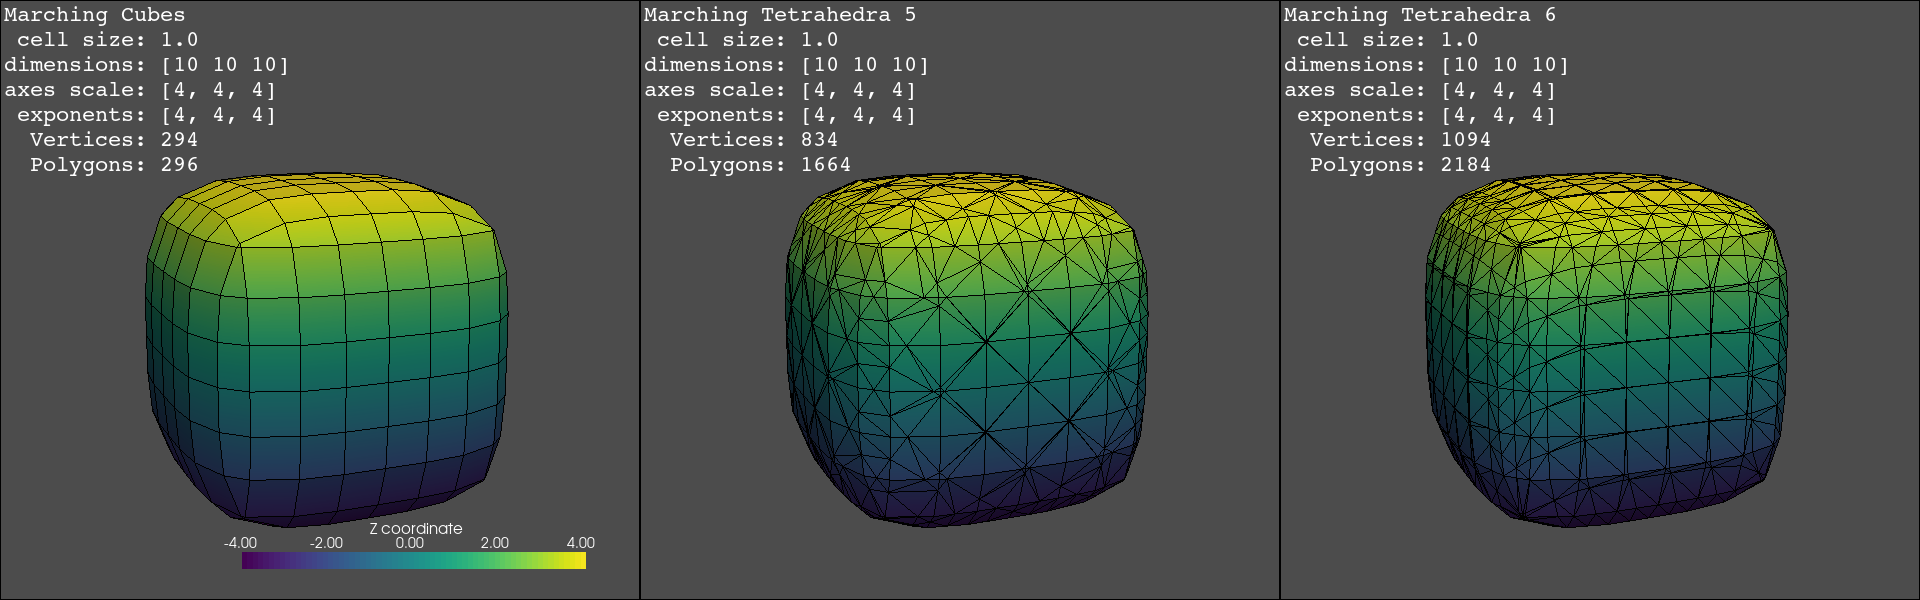 Marching Cubes
cell size: 1.0
dimensions: [10 10 10]
axes scale: [4, 4, 4]
exponents: [4, 4, 4]
Vertices: 294
Polygons: 296
Z coordinate
-4.00 -2.00 0.00 2.00 4.00
Marching Tetrahedra 5
cell size: 1.0
dimensions: [10 10 10]
axes scale: [4, 4, 4]
exponents: [4, 4, 4]
Vertices: 834
Polygons: 1664
Marching Tetrahedra 6
cell size: 1.0
dimensions: [10 10 10]
axes scale: [4, 4, 4]
exponents: [4, 4, 4]
Vertices: 1094
Polygons: 2184